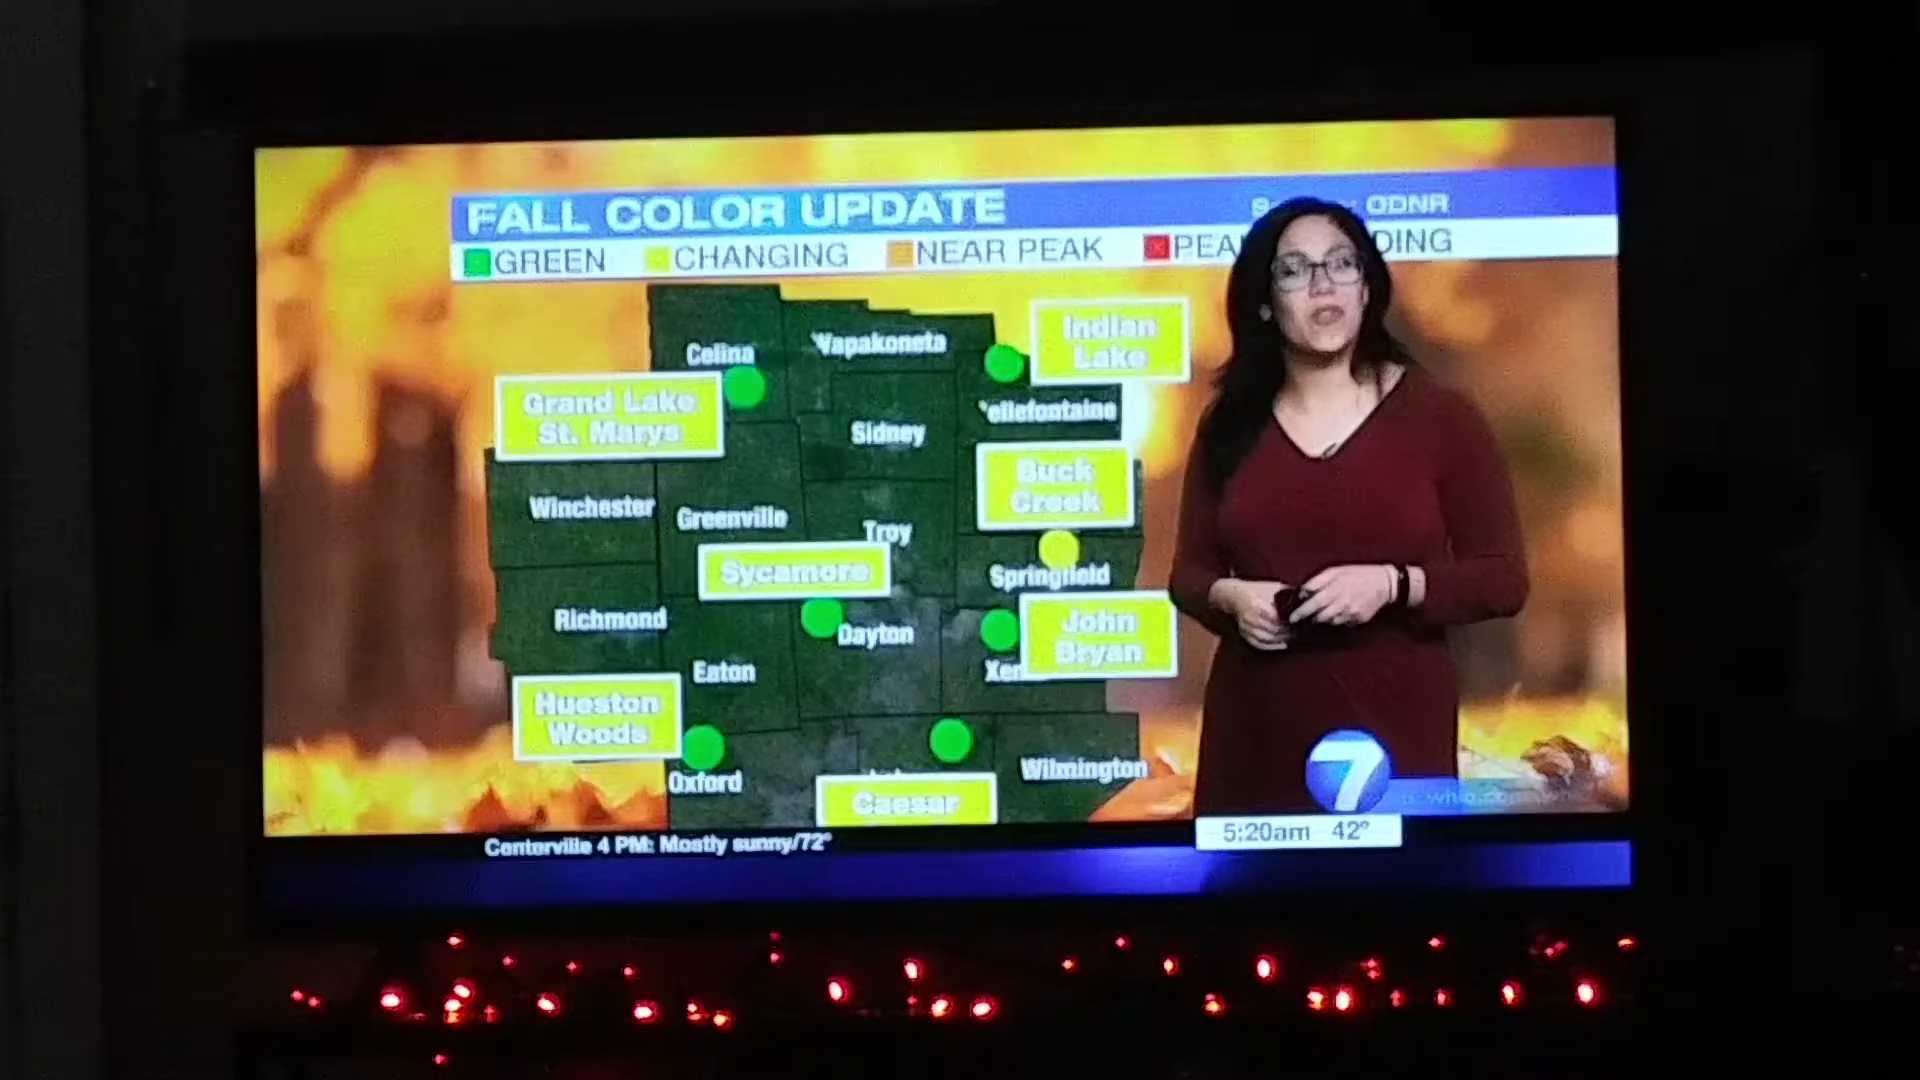 FALL COLOR UPDATE
ODNR
GREEN CHANGING NEAR PEAK
Indian
Lake
Celina
Wapakoneta
Grand Lake
St. Marys
ellefontaine
Sidney
Buck
Creek
Winchester
Greenville
Troy
Sycamore
Springfield
Richmond
Dayton
John
Bryan
Eaton
Xen
Hueston
Woods
Oxford
Wilmington
Caesar
7
Centerville 4 PM: Mostly sunny/72°
5:20am 42°